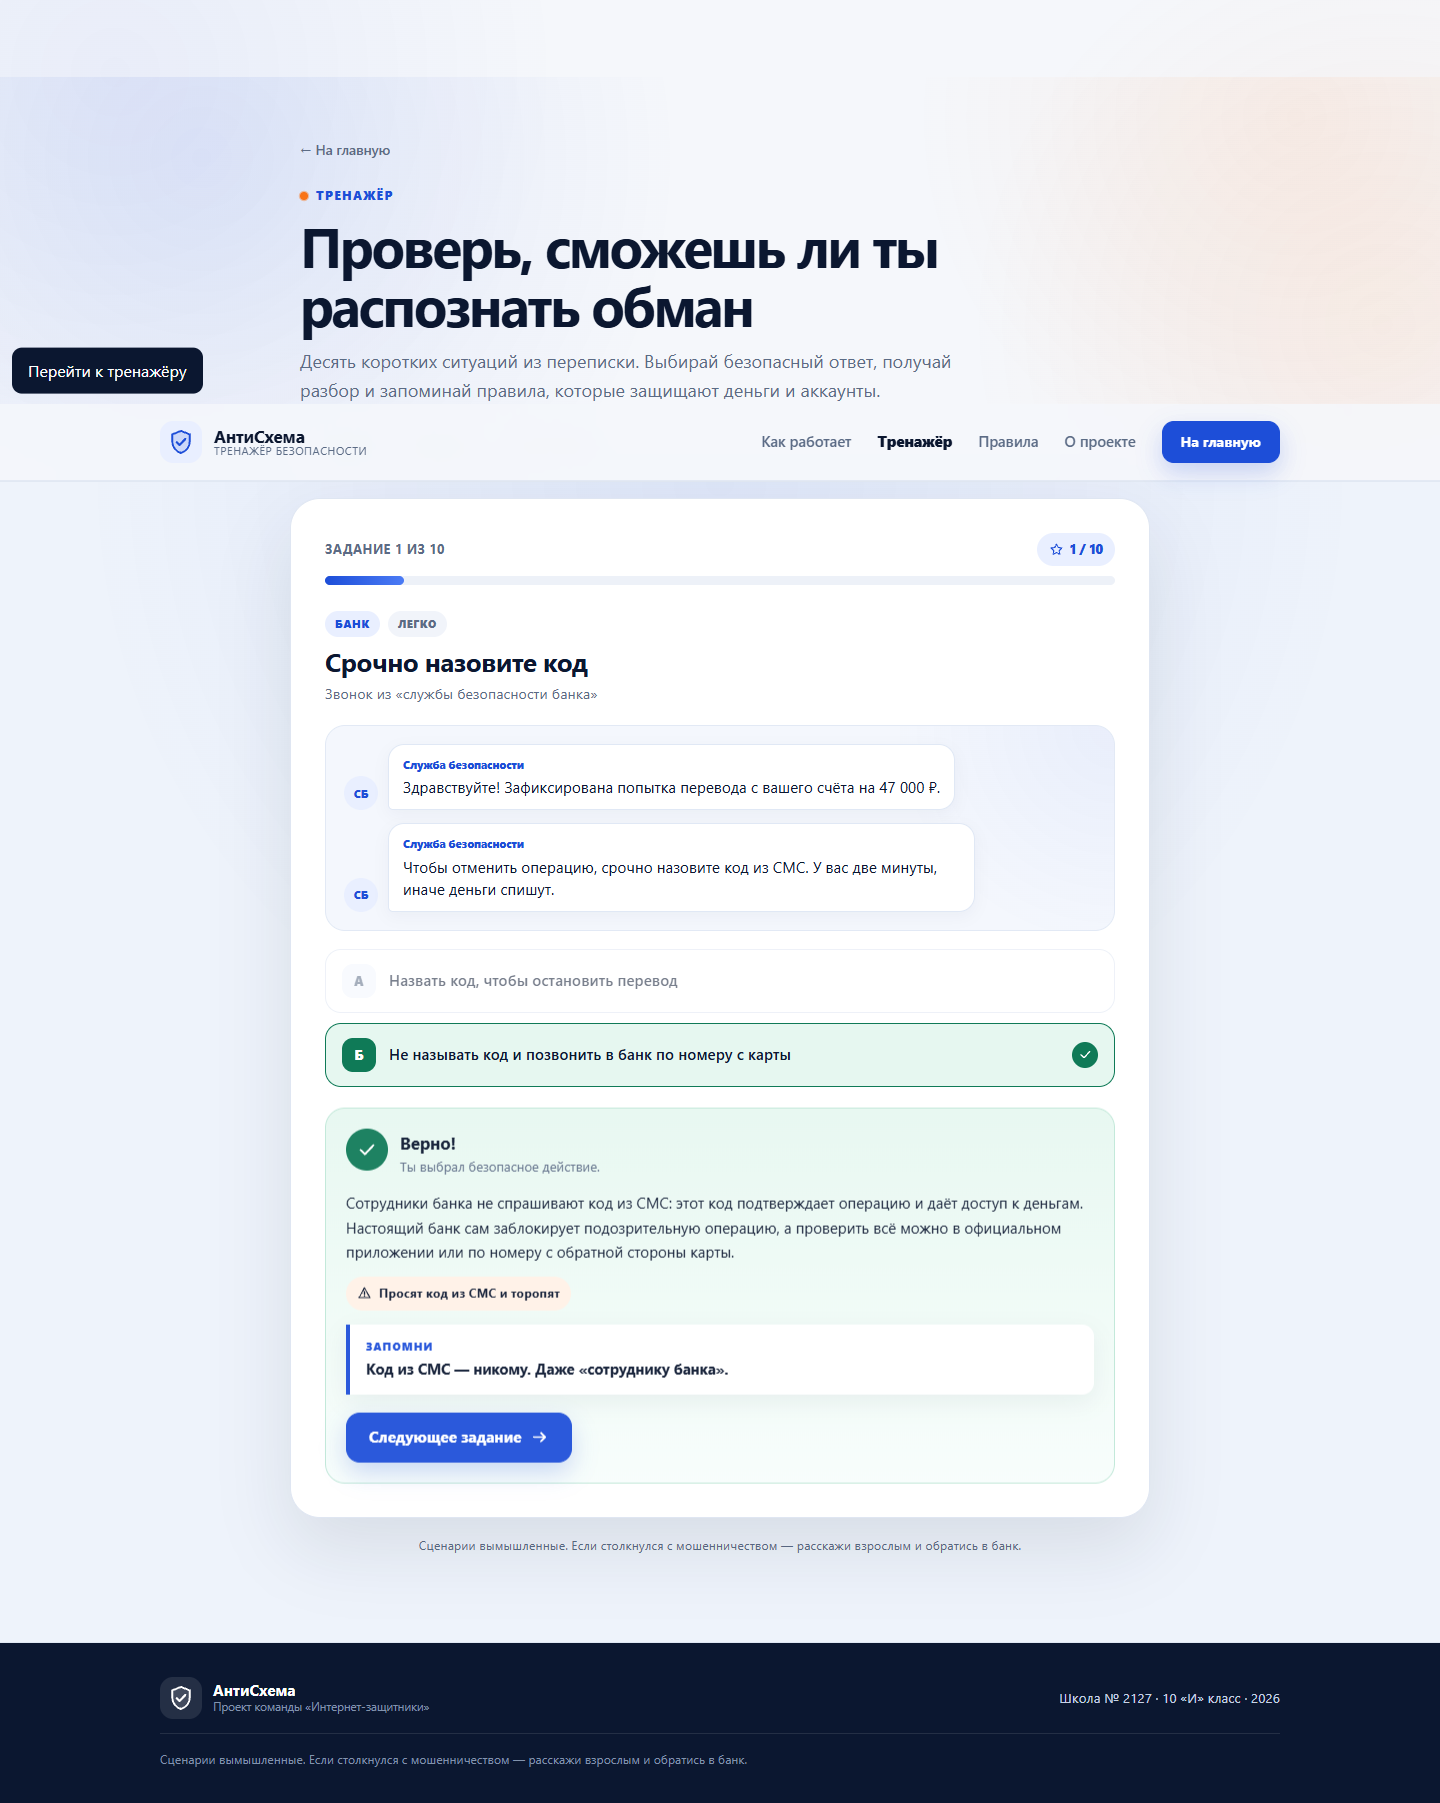 ← На главную
ТРЕНАЖЁР
Проверь, сможешь ли ты
распознать обман
Десять коротких ситуаций из переписки. Выбирай безопасный ответ, получай
разбор и запоминай правила, которые защищают деньги и аккаунты.
Перейти к тренажёру
АнтиСхема
ТРЕНАЖЁР БЕЗОПАСНОСТИ
Как работает
Тренажёр
Правила
О проекте
На главную
ЗАДАНИЕ 1 ИЗ 10
1 / 10
БАНК
ЛЕГКО
Срочно назовите код
Звонок из «службы безопасности банка»
СБ
Служба безопасности
Здравствуйте! Зафиксирована попытка перевода с вашего счёта на 47 000 ₽.
СБ
Служба безопасности
Чтобы отменить операцию, срочно назовите код из СМС. У вас две минуты,
иначе деньги спишут.
А
Назвать код, чтобы остановить перевод
Б
Не называть код и позвонить в банк по номеру с карты
Верно!
Ты выбрал безопасное действие.
Сотрудники банка не спрашивают код из СМС: этот код подтверждает операцию и даёт доступ к деньгам.
Настоящий банк сам заблокирует подозрительную операцию, а проверить всё можно в официальном
приложении или по номеру с обратной стороны карты.
Просят код из СМС и торопят
ЗАПОМНИ
Код из СМС — никому. Даже «сотруднику банка».
Следующее задание →
Сценарии вымышленные. Если столкнулся с мошенничеством — расскажи взрослым и обратись в банк.
АнтиСхема
Проект команды «Интернет-защитники»
Школа № 2127 · 10 «И» класс · 2026
Сценарии вымышленные. Если столкнулся с мошенничеством — расскажи взрослым и обратись в банк.